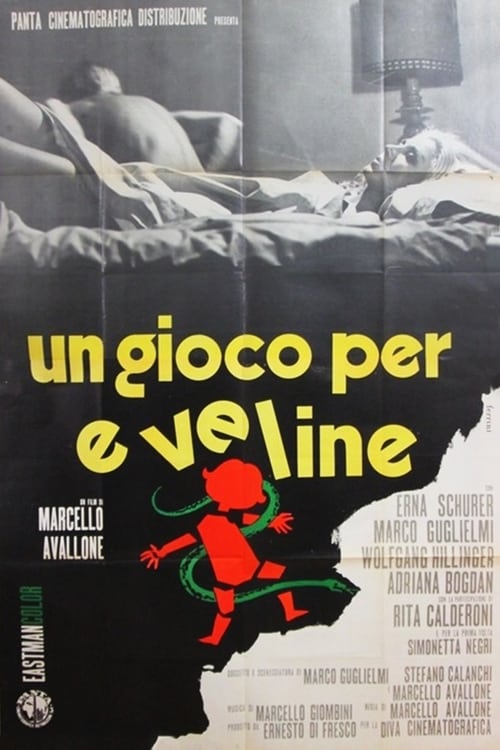 PANTA CINEMATOGRAFICA DISTRIBUZIONE PRESENTA
un gioco per
eveline
ferrini
UN FILM DI
MARCELLO
AVALLONE
EASTMANCOLOR
CON
ERNA SCHURER
MARCO GUGLIELMI
WOLFGANG HILLINGER
ADRIANA BOGDAN
CON LA PARTECIPAZIONE DI
RITA CALDERONI
E PER LA PRIMA VOLTA
SIMONETTA NEGRI
SOGGETTO E SCENEGGIATURA DI MARCO GUGLIELMI STEFANO CALANCHI
MARCELLO AVALLONE
MUSICA DI MARCELLO GIOMBINI REGIA DI MARCELLO AVALLONE
PRODOTTO DA ERNESTO DI FRESCO PER LA DIVA CINEMATOGRAFICA